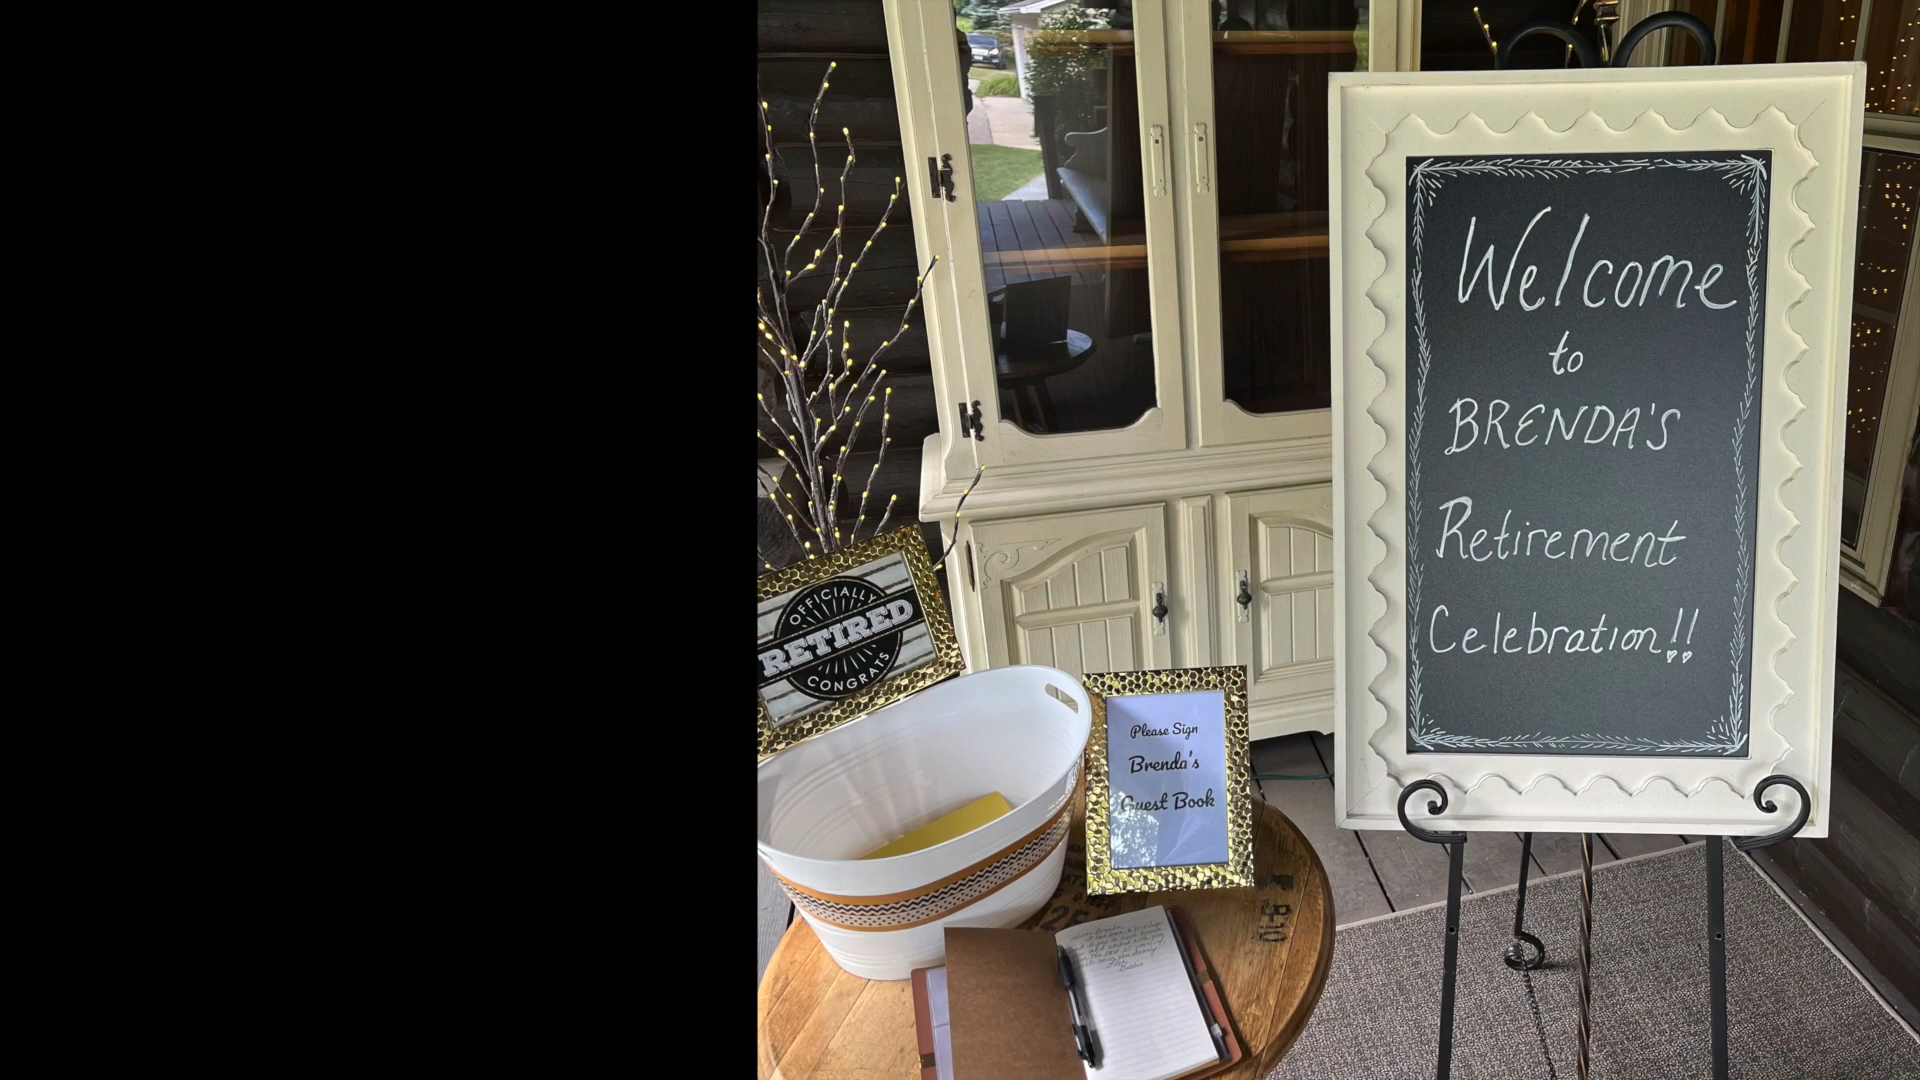 Welcome
to
BRENDA'S
Retirement
Celebration!!
OFFICIALLY
RETIRED
CONGRATS
Please Sign
Brenda's
Guest Book